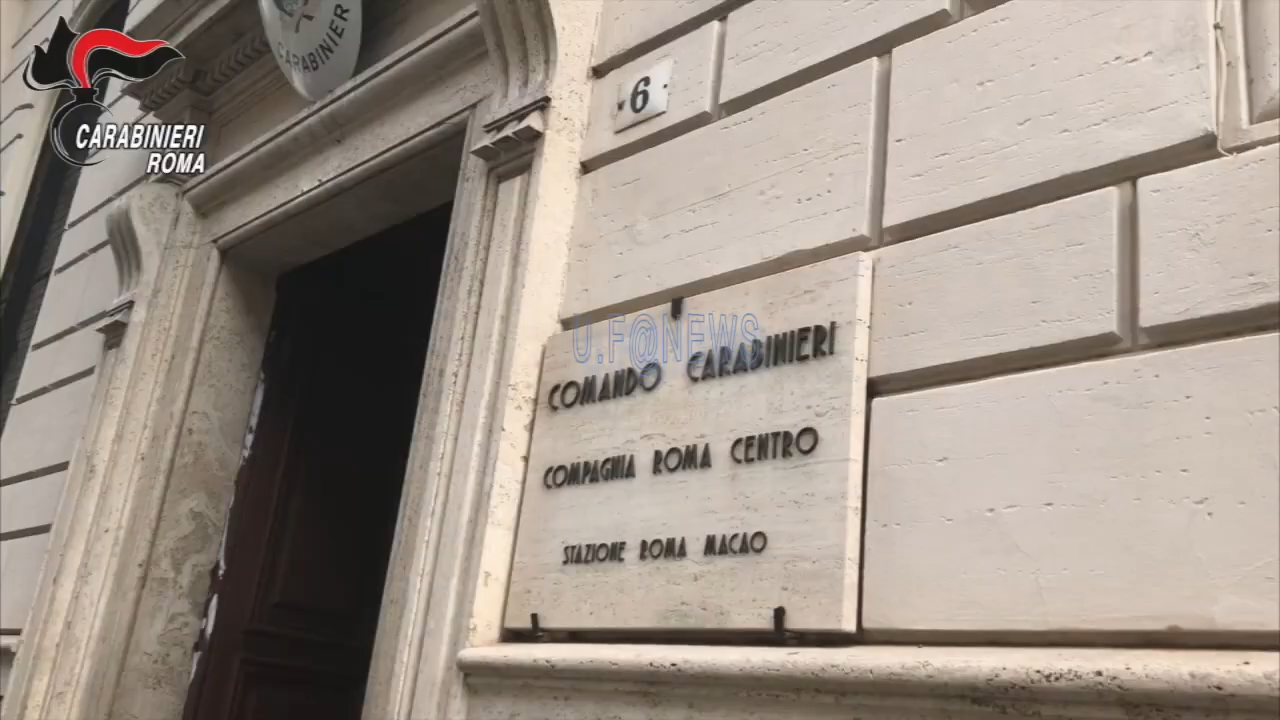 CARABINIERI
ROMA
CARABINIERI
6
U.F@NEWS
COMANDO CARABINIERI
COMPAGNIA ROMA CENTRO
STAZIONE ROMA MACAO